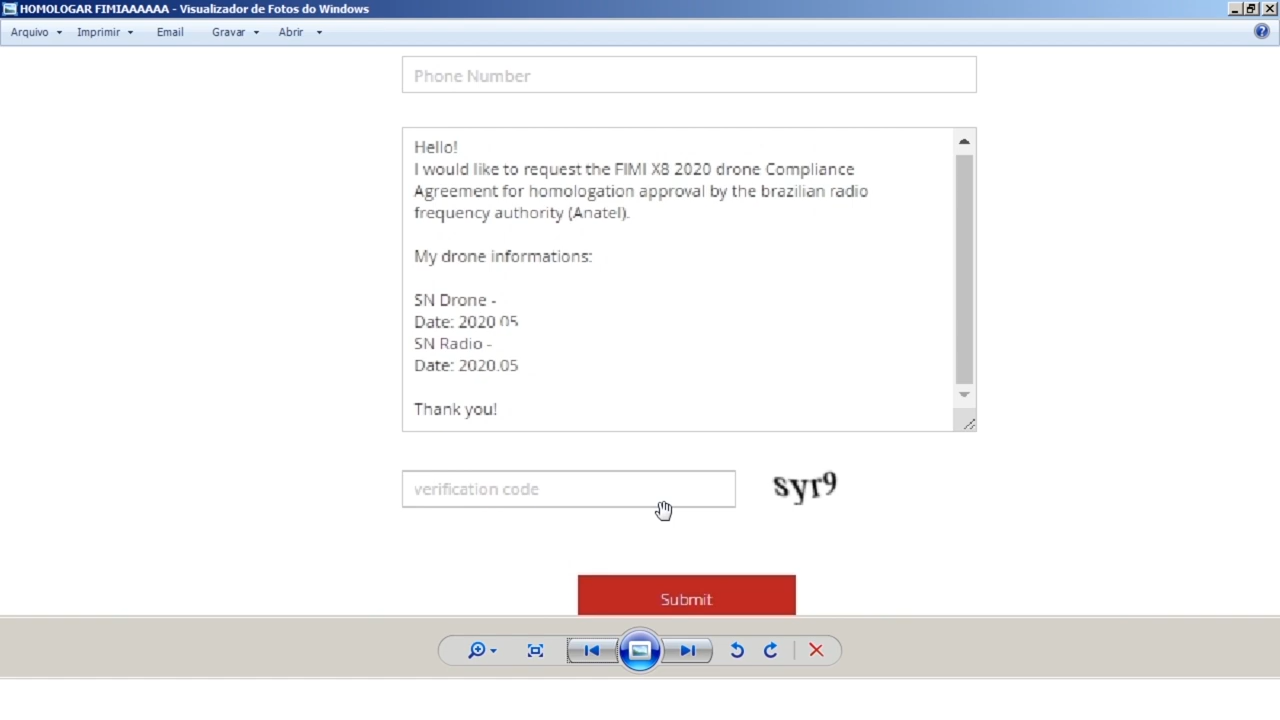 HOMOLOGAR FIMIAAAAAA - Visualizador de Fotos do Windows
Arquivo Imprimir Email Gravar Abrir
Phone Number
Hello!
I would like to request the FIMI X8 2020 drone Compliance
Agreement for homologation approval by the brazilian radio
frequency authority (Anatel).
My drone informations:
SN Drone -
Date: 2020 05
SN Radio -
Date: 2020.05
Thank you!
verification code
syr9
Submit